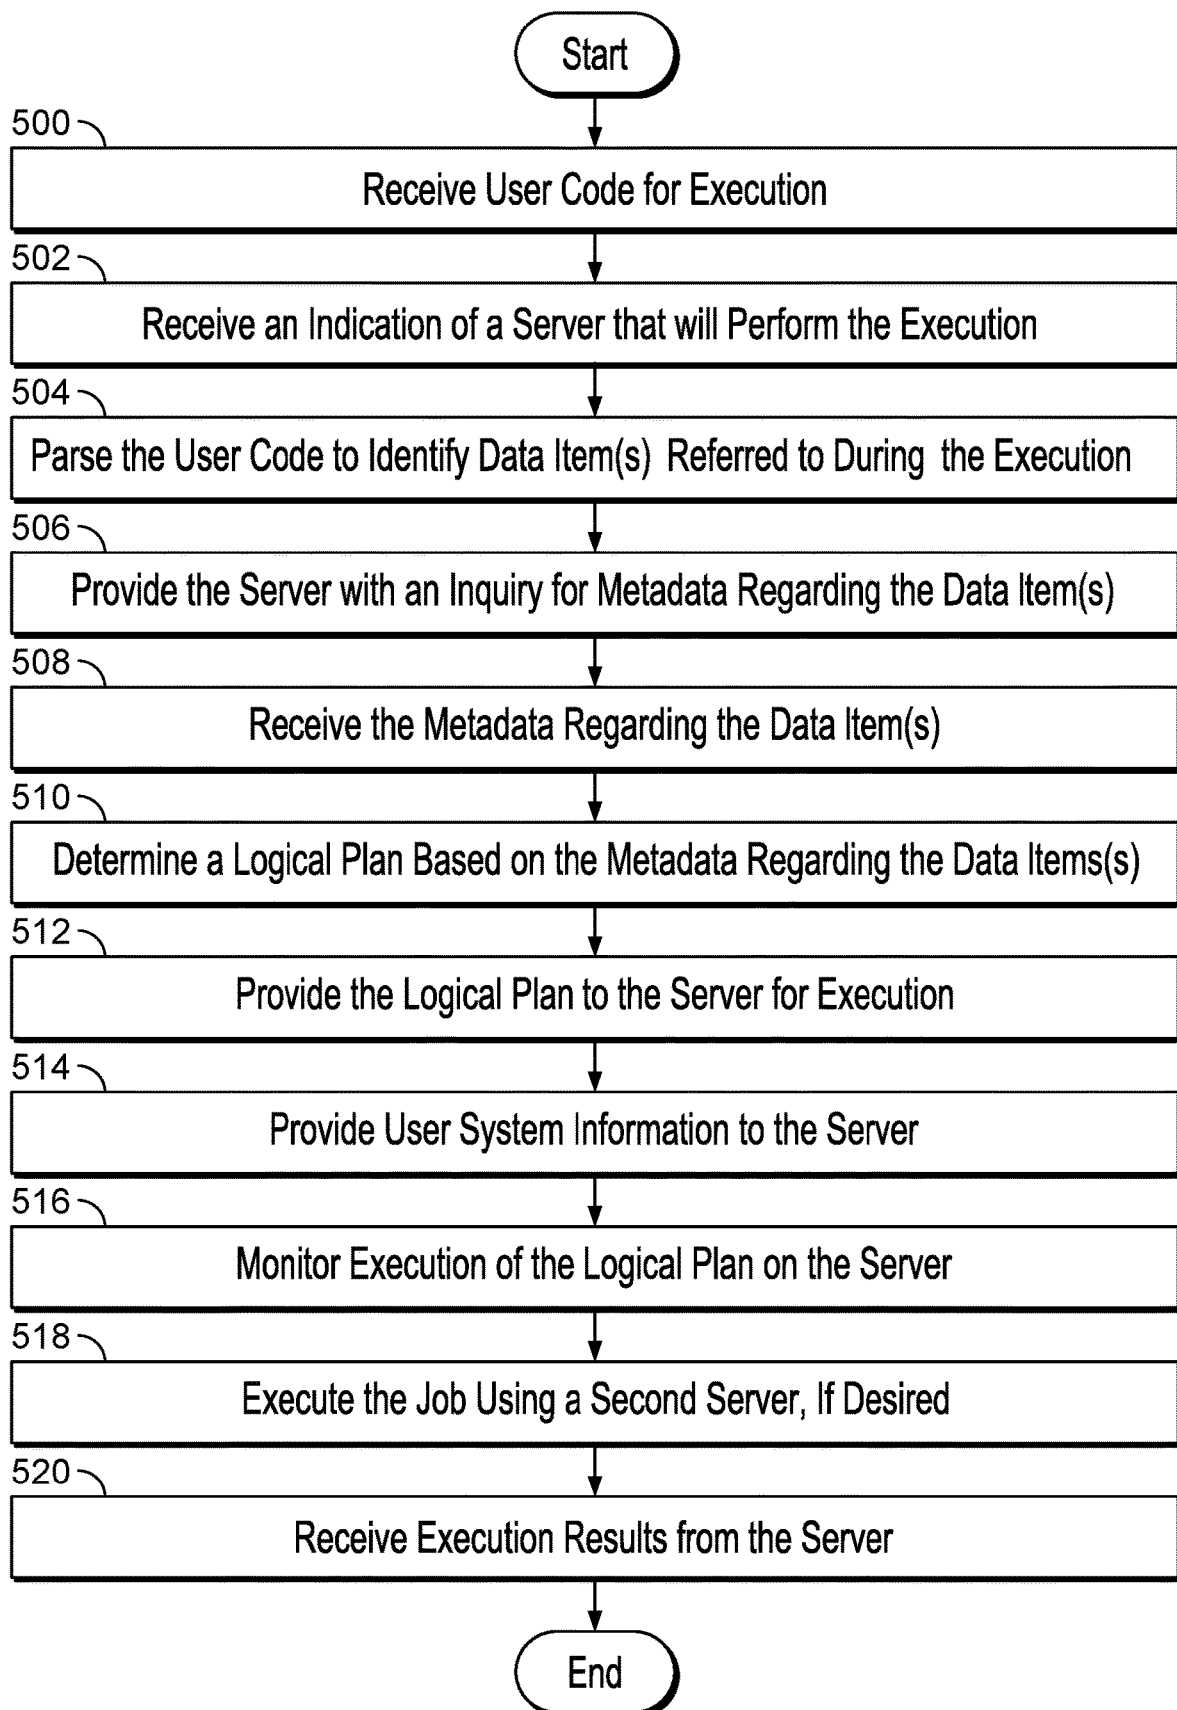 Start
500
Receive User Code for Execution
502
Receive an Indication of a Server that will Perform the Execution
504
Parse the User Code to Identify Data Item(s) Referred to During the Execution
506
Provide the Server with an Inquiry for Metadata Regarding the Data Item(s)
508
Receive the Metadata Regarding the Data Item(s)
510
Determine a Logical Plan Based on the Metadata Regarding the Data Items(s)
512
Provide the Logical Plan to the Server for Execution
514
Provide User System Information to the Server
516
Monitor Execution of the Logical Plan on the Server
518
Execute the Job Using a Second Server, If Desired
520
Receive Execution Results from the Server
End